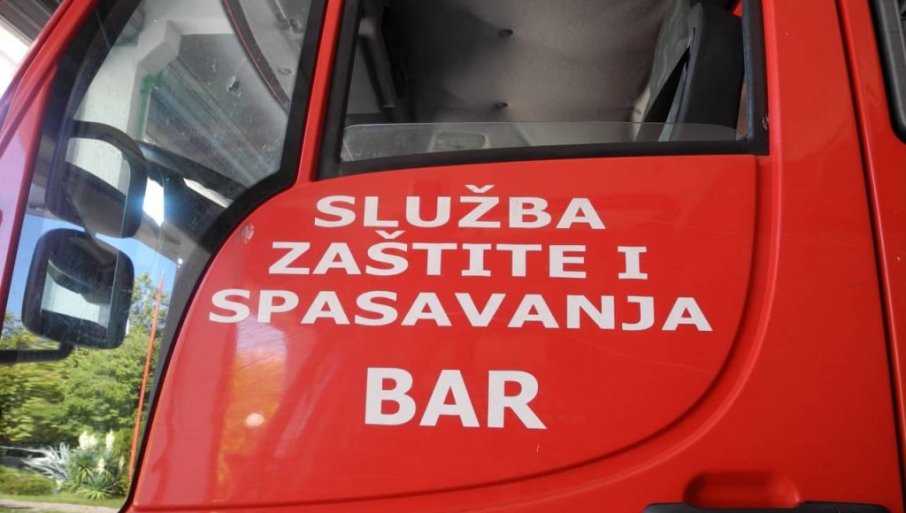 SLUŽBA
ZAŠTITE I
SPASAVANJA
BAR